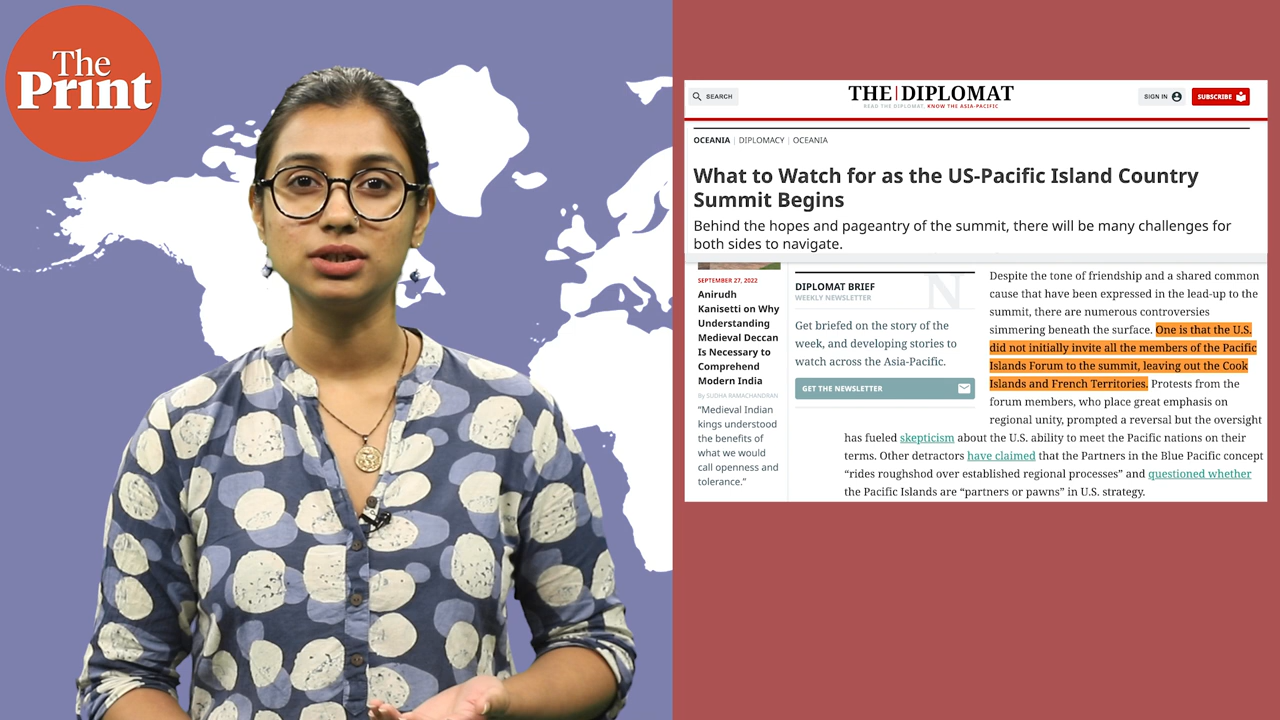 The
Print
SEARCH
THE|DIPLOMAT
READ THE DIPLOMAT, KNOW THE ASIA-PACIFIC
SIGN IN
SUBSCRIBE
OCEANIA | DIPLOMACY | OCEANIA
What to Watch for as the US-Pacific Island Country
Summit Begins
Behind the hopes and pageantry of the summit, there will be many challenges for
both sides to navigate.
SEPTEMBER 27, 2022
Anirudh
Kanisetti on Why
Understanding
Medieval Deccan
Is Necessary to
Comprehend
Modern India
By SUDHA RAMACHANDRAN
“Medieval Indian
kings understood
the benefits of
what we would
call openness and
tolerance.”
DIPLOMAT BRIEF
WEEKLY NEWSLETTER
N
Get briefed on the story of the
week, and developing stories to
watch across the Asia-Pacific.
GET THE NEWSLETTER
Despite the tone of friendship and a shared common
cause that have been expressed in the lead-up to the
summit, there are numerous controversies
simmering beneath the surface. One is that the U.S.
did not initially invite all the members of the Pacific
Islands Forum to the summit, leaving out the Cook
Islands and French Territories. Protests from the
forum members, who place great emphasis on
regional unity, prompted a reversal but the oversight
has fueled skepticism about the U.S. ability to meet the Pacific nations on their
terms. Other detractors have claimed that the Partners in the Blue Pacific concept
“rides roughshod over established regional processes” and questioned whether
the Pacific Islands are “partners or pawns” in U.S. strategy.